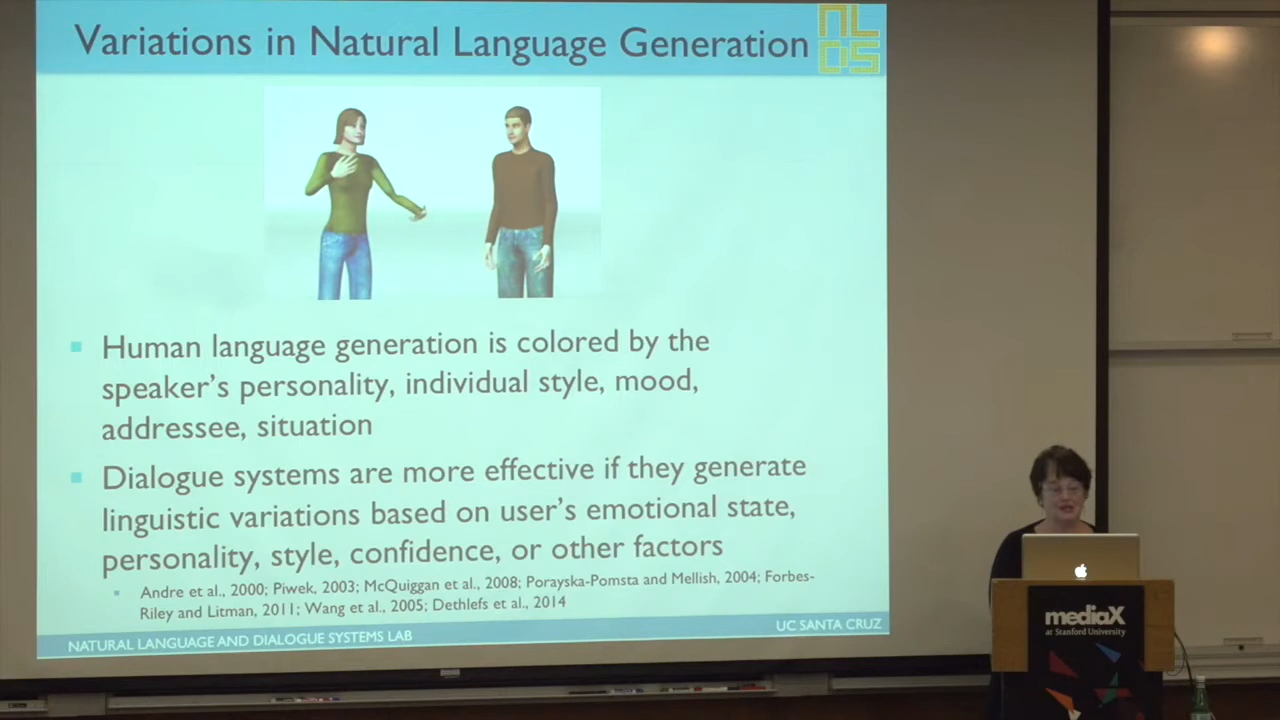 Variations in Natural Language Generation
NL
DS
Human language generation is colored by the
speaker's personality, individual style, mood,
addressee, situation
Dialogue systems are more effective if they generate
linguistic variations based on user's emotional state,
personality, style, confidence, or other factors
Andre et al., 2000; Piwek, 2003; McQuiggan et al., 2008; Porayska-Pomsta and Mellish, 2004; Forbes-
Riley and Litman, 2011; Wang et al., 2005; Dethlefs et al., 2014
NATURAL LANGUAGE AND DIALOGUE SYSTEMS LAB
UC SANTA CRUZ
mediaX
at Stanford University